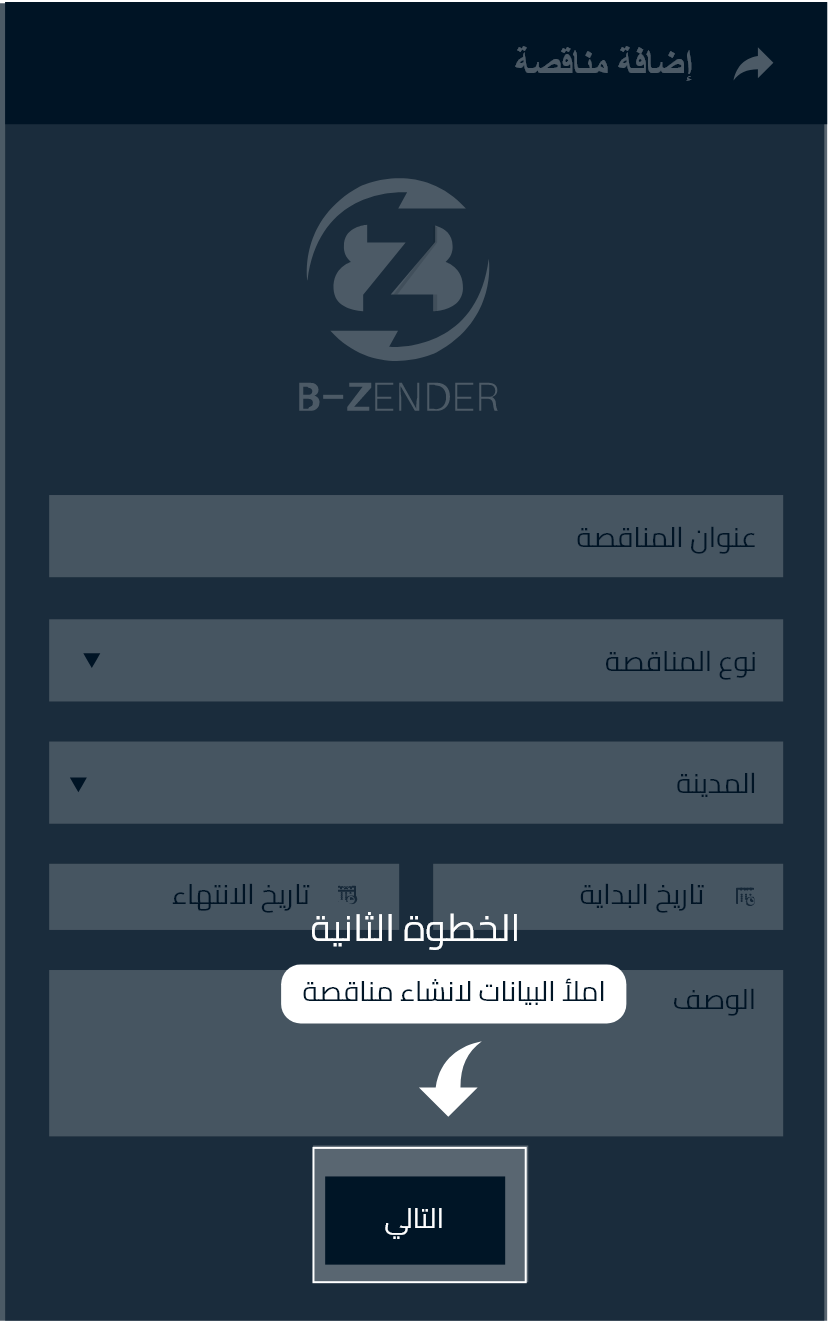 إضافة مناقصة
B-ZENDER
عنوان المناقصة
نوع المناقصة
المدينة
تاريخ البداية
تاريخ الانتهاء
الخطوة الثانية
املأ البيانات لانشاء مناقصة
الوصف
التالي